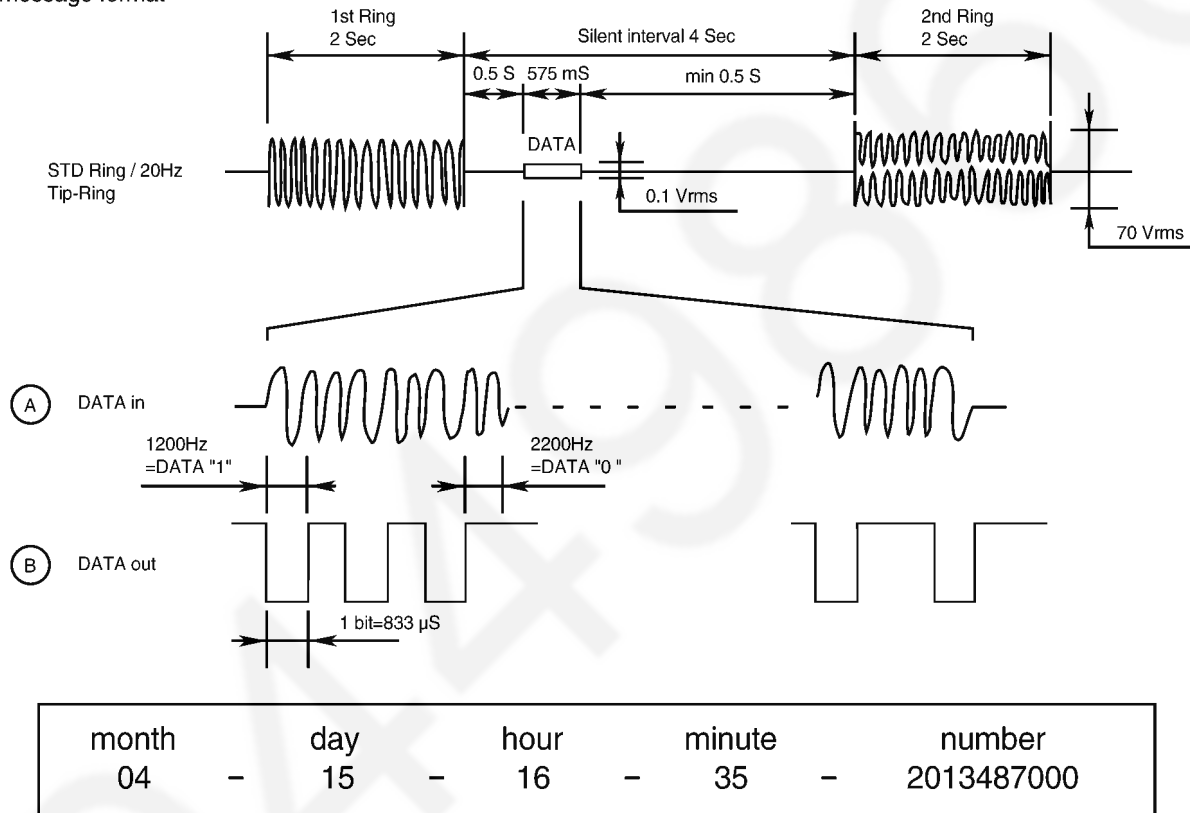 message format
1st Ring
2 Sec
Silent interval 4 Sec
2nd Ring
2 Sec
0.5 S 575 mS min 0.5 S
STD Ring / 20Hz
Tip-Ring
DATA
0.1 Vrms
70 Vrms
A DATA in
1200Hz
=DATA "1"
2200Hz
=DATA "0 "
B DATA out
1 bit=833 µS
month day hour minute number
04 – 15 – 16 – 35 – 2013487000